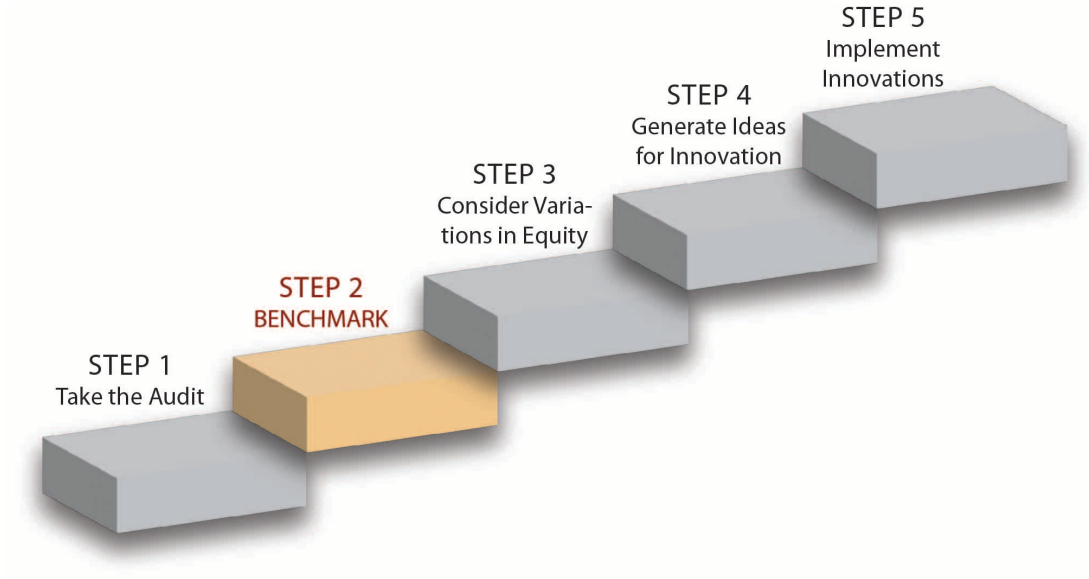 STEP 1
Take the Audit
STEP 2
BENCHMARK
STEP 3
Consider Varia-
tions in Equity
STEP 4
Generate Ideas
for Innovation
STEP 5
Implement
Innovations